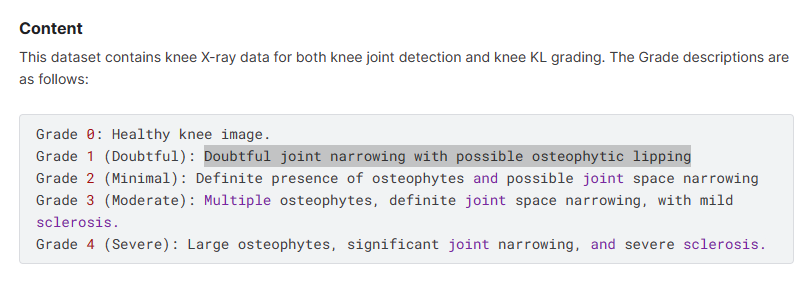 Content
This dataset contains knee X-ray data for both knee joint detection and knee KL grading. The Grade descriptions are
as follows:
Grade 0: Healthy knee image.
Grade 1 (Doubtful): Doubtful joint narrowing with possible osteophytic lipping
Grade 2 (Minimal): Definite presence of osteophytes and possible joint space narrowing
Grade 3 (Moderate): Multiple osteophytes, definite joint space narrowing, with mild
sclerosis.
Grade 4 (Severe): Large osteophytes, significant joint narrowing, and severe sclerosis.